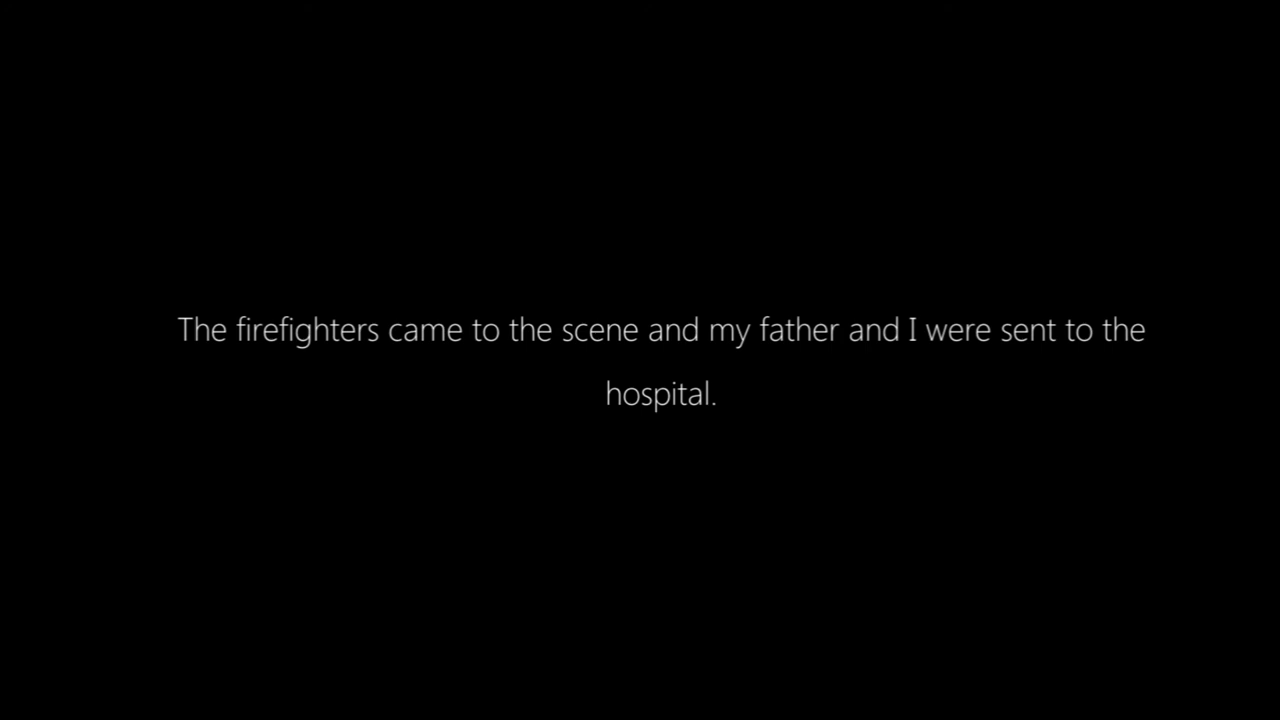 The firefighters came to the scene and my father and I were sent to the
hospital.